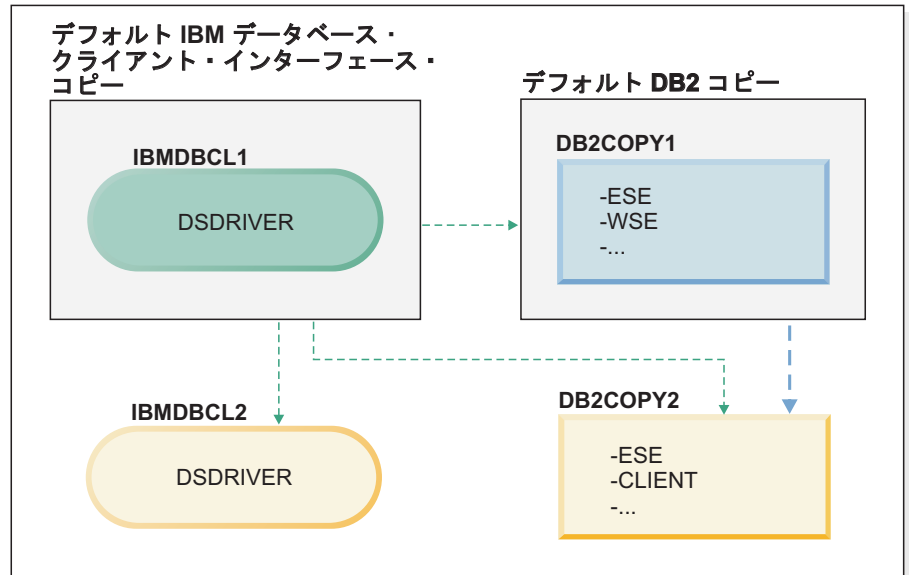 デフォルト IBM データベース・
クライアント・インターフェース・
コピー
デフォルト DB2 コピー
IBMDBCL1
DSDRIVER
DB2COPY1
-ESE
-WSE
-...
IBMDBCL2
DSDRIVER
DB2COPY2
-ESE
-CLIENT
-...